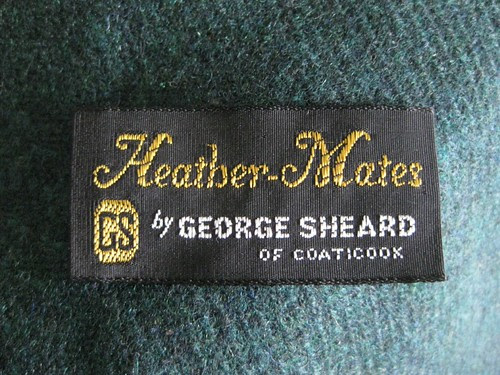 Heather-Mates
GS by GEORGE SHEARD
OF COATICOOK